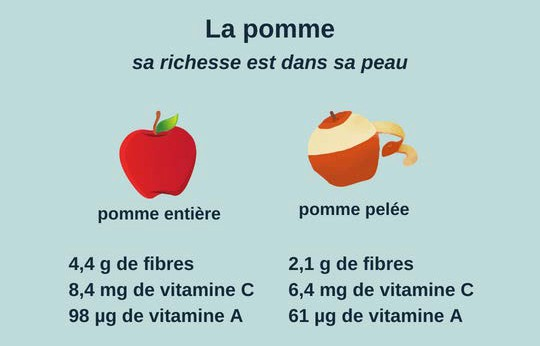 La pomme
sa richesse est dans sa peau
pomme entière
pomme pelée
4,4 g de fibres
8,4 mg de vitamine C
98 µg de vitamine A
2,1 g de fibres
6,4 mg de vitamine C
61 µg de vitamine A